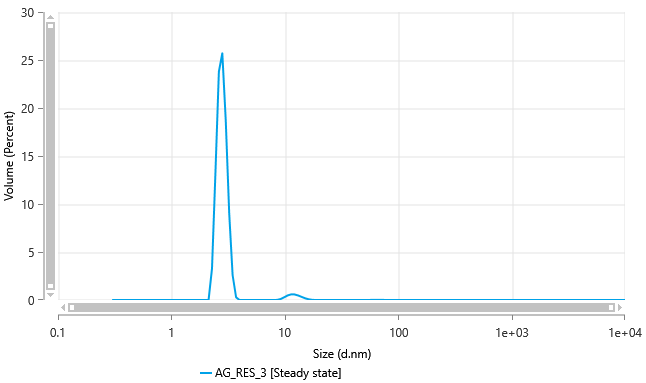 30
25
20
15
10
5
0
Volume (Percent)
0.1 1 10 100 1e+03 1e+04
Size (d.nm)
AG_RES_3 [Steady state]